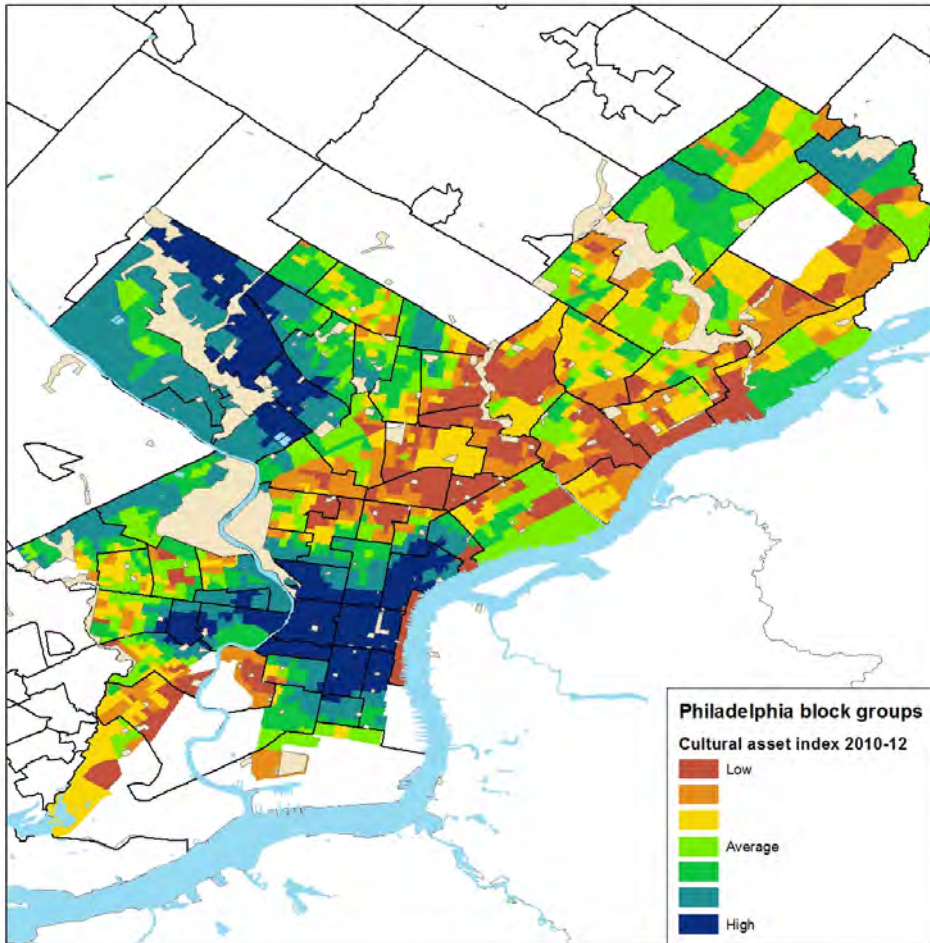 Philadelphia block groups
Cultural asset index 2010-12
Low
Average
High